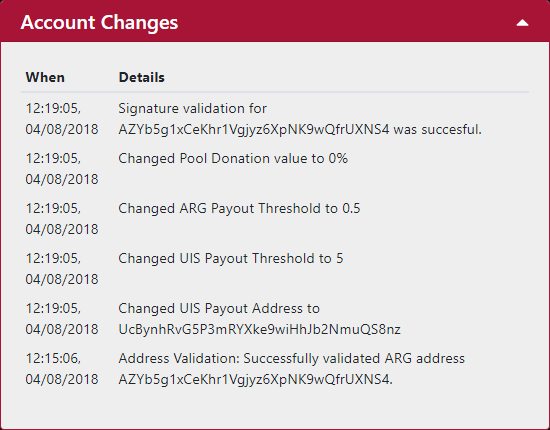 Account Changes
When Details
12:19:05, Signature validation for
04/08/2018 AZYb5g1xCeKhr1Vgjyz6XpNK9wQfrUXNS4 was succesful.
12:19:05, Changed Pool Donation value to 0%
04/08/2018
12:19:05, Changed ARG Payout Threshold to 0.5
04/08/2018
12:19:05, Changed UIS Payout Threshold to 5
04/08/2018
12:19:05, Changed UIS Payout Address to
04/08/2018 UcBynhRvG5P3mRYXke9wiHhJb2NmuQS8nz
12:15:06, Address Validation: Successfully validated ARG address
04/08/2018 AZYb5g1xCeKhr1Vgjyz6XpNK9wQfrUXNS4.